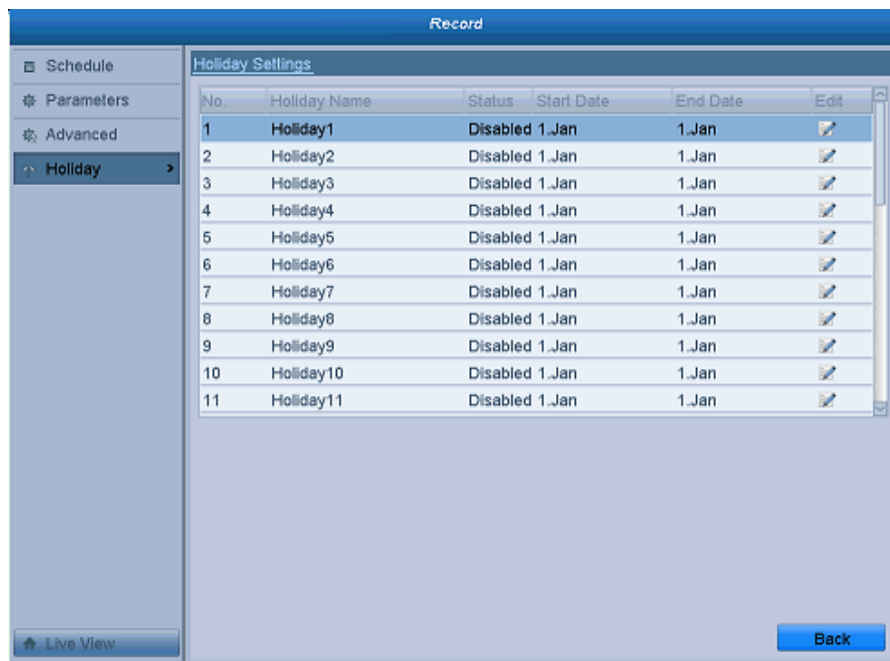 Record
Schedule
Parameters
Advanced
Holiday
Live View
Holiday Settings
No. Holiday Name Status Start Date End Date Edit
1 Holiday1 Disabled 1.Jan 1.Jan
2 Holiday2 Disabled 1.Jan 1.Jan
3 Holiday3 Disabled 1.Jan 1.Jan
4 Holiday4 Disabled 1.Jan 1.Jan
5 Holiday5 Disabled 1.Jan 1.Jan
6 Holiday6 Disabled 1.Jan 1.Jan
7 Holiday7 Disabled 1.Jan 1.Jan
8 Holiday8 Disabled 1.Jan 1.Jan
9 Holiday9 Disabled 1.Jan 1.Jan
10 Holiday10 Disabled 1.Jan 1.Jan
11 Holiday11 Disabled 1.Jan 1.Jan
Back